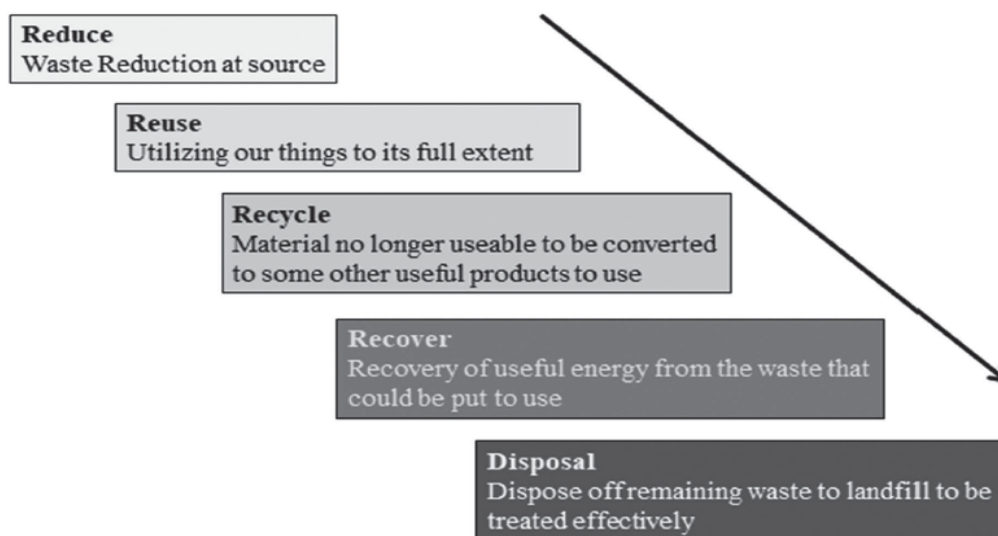 Reduce
Waste Reduction at source
Reuse
Utilizing our things to its full extent
Recycle
Material no longer useable to be converted
to some other useful products to use
Recover
Recovery of useful energy from the waste that
could be put to use
Disposal
Dispose off remaining waste to landfill to be
treated effectively